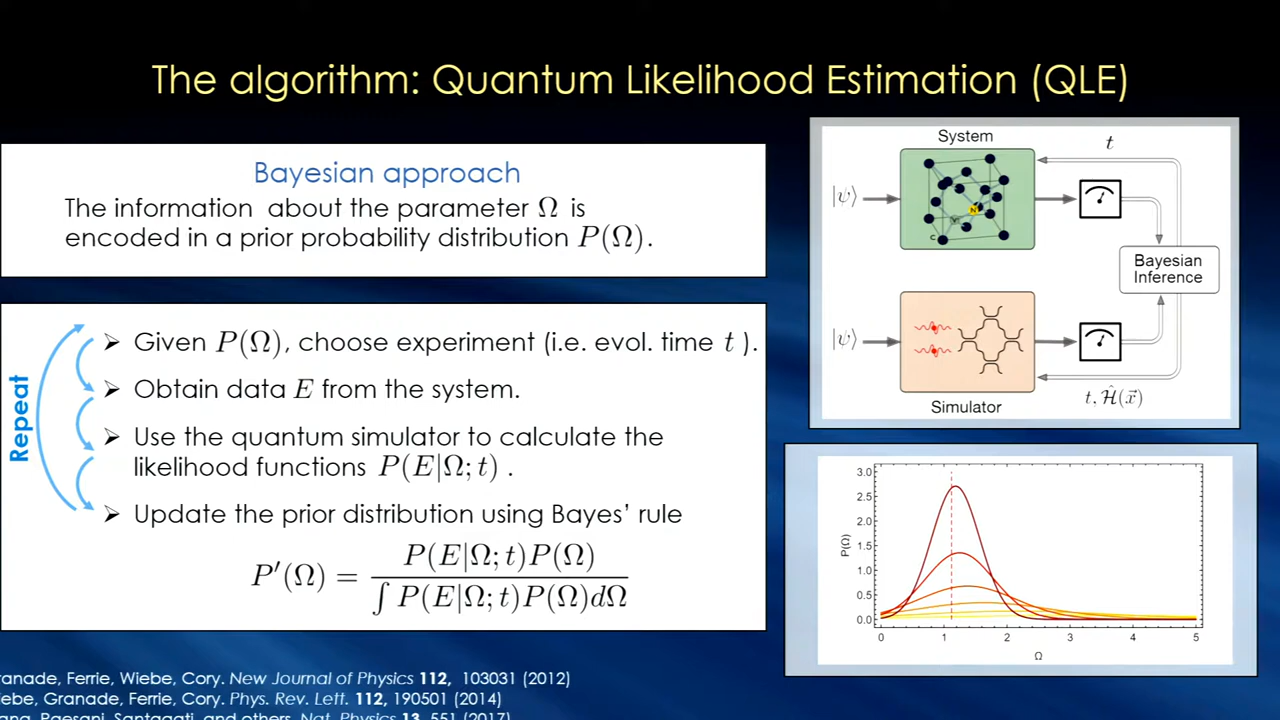 The algorithm: Quantum Likelihood Estimation (QLE)
Bayesian approach
The information about the parameter Ω is
encoded in a prior probability distribution P(Ω).
Repeat
➢ Given P(Ω), choose experiment (i.e. evol. time t ).
➢ Obtain data E from the system.
➢ Use the quantum simulator to calculate the
likelihood functions P(E|Ω; t) .
➢ Update the prior distribution using Bayes' rule
P′(Ω) = P(E|Ω; t)P(Ω) / ∫ P(E|Ω; t)P(Ω)dΩ
System
t
|ψ⟩
N
V
C
Bayesian
Inference
|ψ⟩
t, Ĥ(x⃗)
Simulator
3.0
2.5
2.0
1.5
1.0
0.5
0.0
P(Ω)
0 1 2 3 4 5
Ω
ranade, Ferrie, Wiebe, Cory. New Journal of Physics 112, 103031 (2012)
iebe, Granade, Ferrie, Cory. Phys. Rev. Lett. 112, 190501 (2014)
ang, Paesani, Santagati, and others. Nat. Physics 13, 551 (2017)